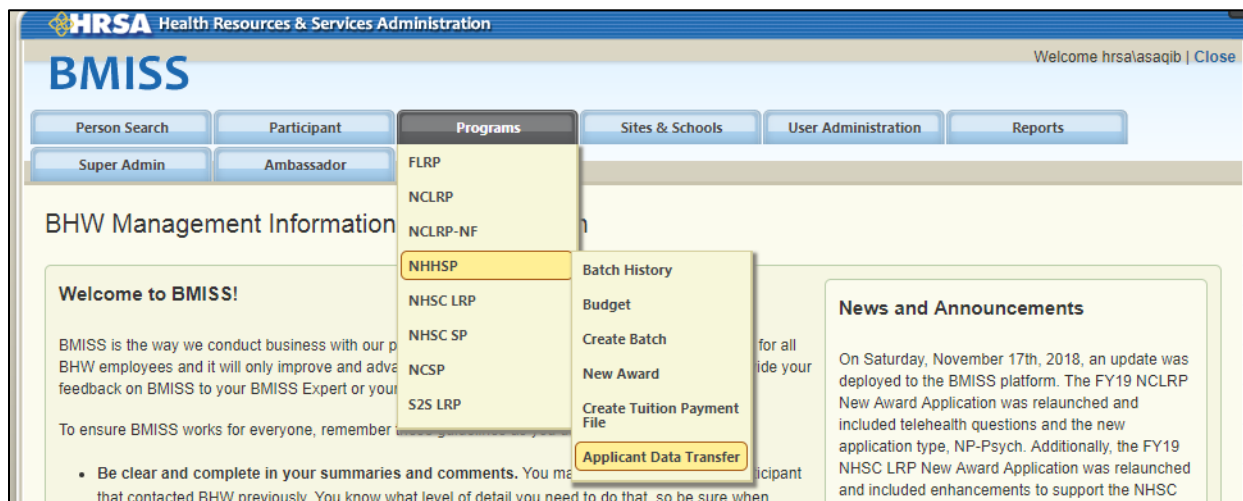 HRSA Health Resources & Services Administration
Welcome hrsa\asaqib | Close
BMISS
Person Search
Participant
Programs
Sites & Schools
User Administration
Reports
Super Admin
Ambassador
FLRP
NCLRP
NCLRP-NF
NHHSP
NHSC LRP
NHSC SP
NCSP
S2S LRP
Batch History
Budget
Create Batch
New Award
Create Tuition Payment
File
Applicant Data Transfer
BHW Management Information
Welcome to BMISS!
BMISS is the way we conduct business with our p for all
BHW employees and it will only improve and adva ide your
feedback on BMISS to your BMISS Expert or your
To ensure BMISS works for everyone, remember
• Be clear and complete in your summaries and comments. You ma icipant
that contacted BHW previously. You know what level of detail you need to do that, so be sure when
News and Announcements
On Saturday, November 17th, 2018, an update was
deployed to the BMISS platform. The FY19 NCLRP
New Award Application was relaunched and
included telehealth questions and the new
application type, NP-Psych. Additionally, the FY19
NHSC LRP New Award Application was relaunched
and included enhancements to support the NHSC